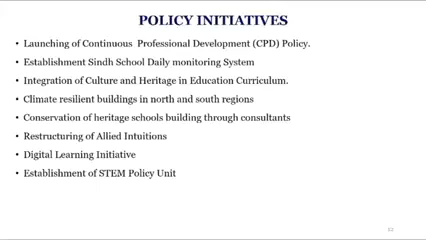 POLICY INITIATIVES
• Launching of Continuous Professional Development (CPD) Policy.
• Establishment Sindh School Daily monitoring System
• Integration of Culture and Heritage in Education Curriculum.
• Climate resilient buildings in north and south regions
• Conservation of heritage schools building through consultants
• Restructuring of Allied Intuitions
• Digital Learning Initiative
• Establishment of STEM Policy Unit